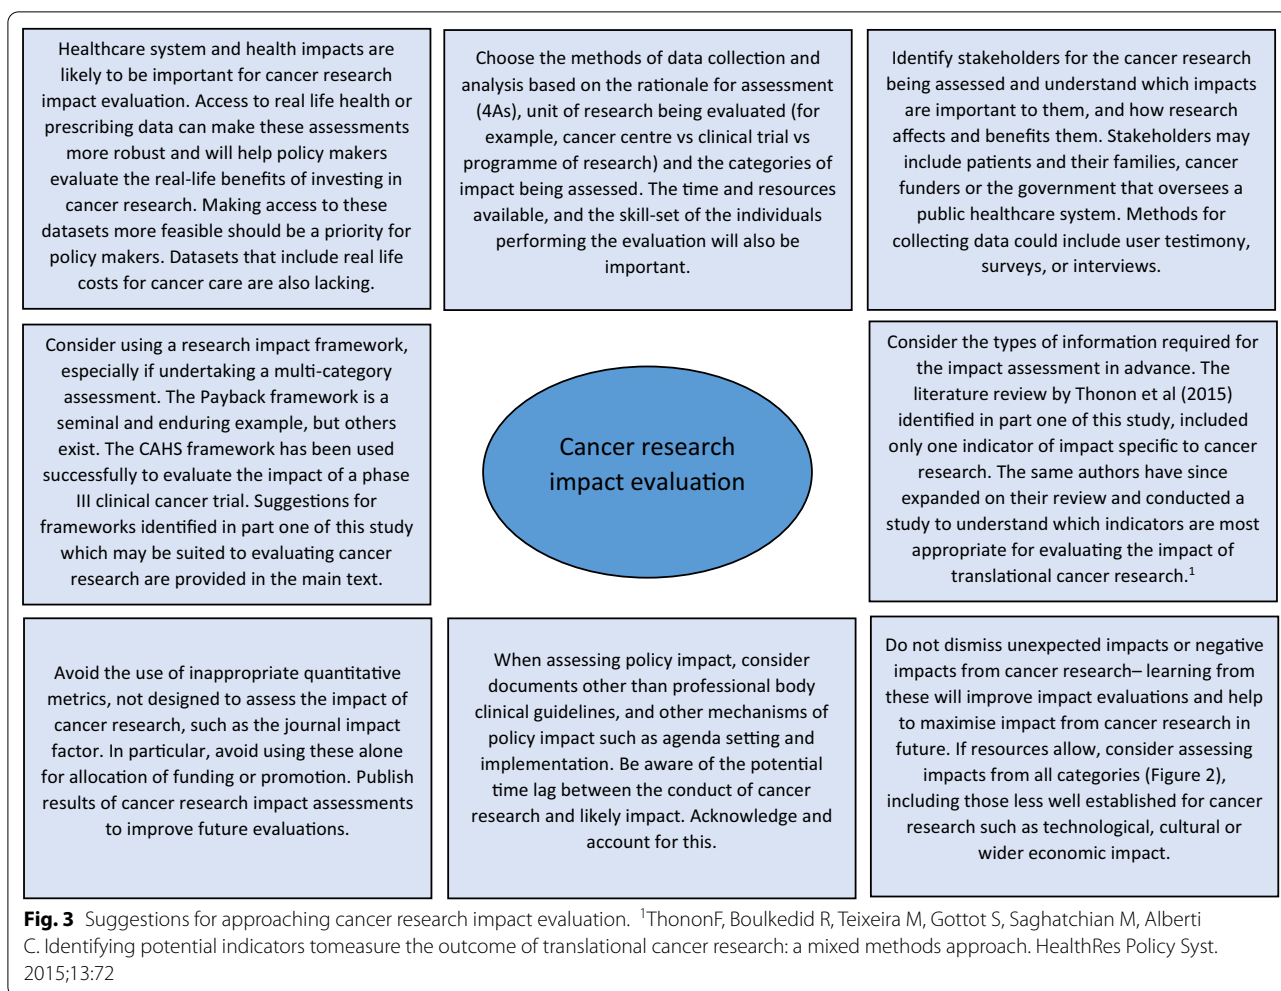 Healthcare system and health impacts are
likely to be important for cancer research
impact evaluation. Access to real life health or
prescribing data can make these assessments
more robust and will help policy makers
evaluate the real-life benefits of investing in
cancer research. Making access to these
datasets more feasible should be a priority for
policy makers. Datasets that include real life
costs for cancer care are also lacking.
Choose the methods of data collection and
analysis based on the rationale for assessment
(4As), unit of research being evaluated (for
example, cancer centre vs clinical trial vs
programme of research) and the categories of
impact being assessed. The time and resources
available, and the skill-set of the individuals
performing the evaluation will also be
important.
Identify stakeholders for the cancer research
being assessed and understand which impacts
are important to them, and how research
affects and benefits them. Stakeholders may
include patients and their families, cancer
funders or the government that oversees a
public healthcare system. Methods for
collecting data could include user testimony,
surveys, or interviews.
Consider using a research impact framework,
especially if undertaking a multi-category
assessment. The Payback framework is a
seminal and enduring example, but others
exist. The CAHS framework has been used
successfully to evaluate the impact of a phase
III clinical cancer trial. Suggestions for
frameworks identified in part one of this study
which may be suited to evaluating cancer
research are provided in the main text.
Cancer research
impact evaluation
Consider the types of information required for
the impact assessment in advance. The
literature review by Thonon et al (2015)
identified in part one of this study, included
only one indicator of impact specific to cancer
research. The same authors have since
expanded on their review and conducted a
study to understand which indicators are most
appropriate for evaluating the impact of
translational cancer research.¹
Avoid the use of inappropriate quantitative
metrics, not designed to assess the impact of
cancer research, such as the journal impact
factor. In particular, avoid using these alone
for allocation of funding or promotion. Publish
results of cancer research impact assessments
to improve future evaluations.
When assessing policy impact, consider
documents other than professional body
clinical guidelines, and other mechanisms of
policy impact such as agenda setting and
implementation. Be aware of the potential
time lag between the conduct of cancer
research and likely impact. Acknowledge and
account for this.
Do not dismiss unexpected impacts or negative
impacts from cancer research– learning from
these will improve impact evaluations and help
to maximise impact from cancer research in
future. If resources allow, consider assessing
impacts from all categories (Figure 2),
including those less well established for cancer
research such as technological, cultural or
wider economic impact.
Fig. 3 Suggestions for approaching cancer research impact evaluation. ¹ThononF, Boulkedid R, Teixeira M, Gottot S, Saghatchian M, Alberti
C. Identifying potential indicators tomeasure the outcome of translational cancer research: a mixed methods approach. HealthRes Policy Syst.
2015;13:72